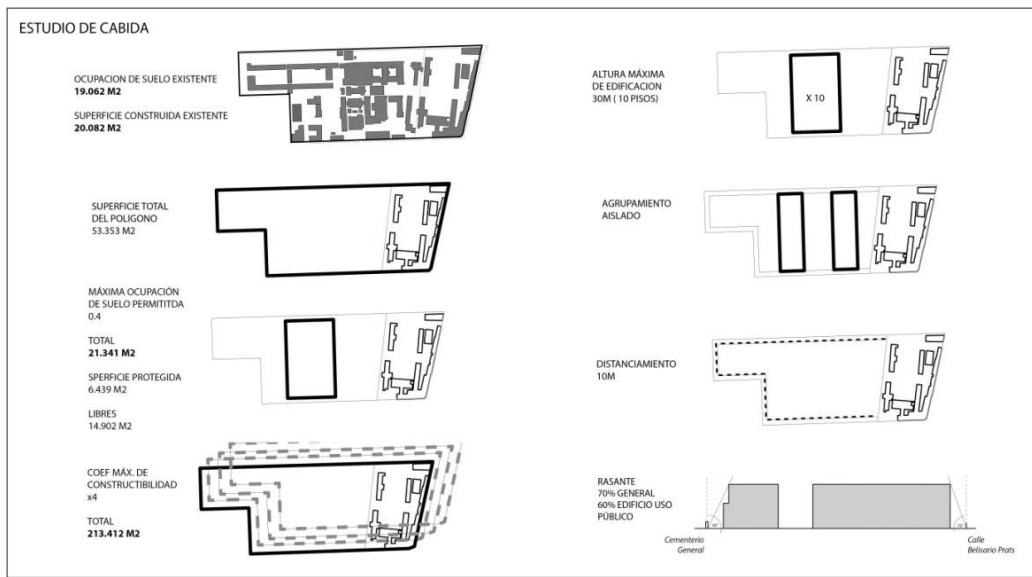 ESTUDIO DE CABIDA
OCUPACION DE SUELO EXISTENTE
19.062 M2
SUPERFICIE CONSTRUIDA EXISTENTE
20.082 M2
SUPERFICIE TOTAL
DEL POLIGONO
53.353 M2
MÁXIMA OCUPACIÓN
DE SUELO PERMITITDA
0.4
TOTAL
21.341 M2
SPERFICIE PROTEGIDA
6.439 M2
LIBRES
14.902 M2
COEF MÁX. DE
CONSTRUCTIBILIDAD
x4
TOTAL
213.412 M2
ALTURA MÁXIMA
DE EDIFICACION
30M ( 10 PISOS)
X 10
AGRUPAMIENTO
AISLADO
DISTANCIAMIENTO
10M
RASANTE
70% GENERAL
60% EDIFICIO USO
PÚBLICO
Cementerio
General
Calle
Belisario Prats